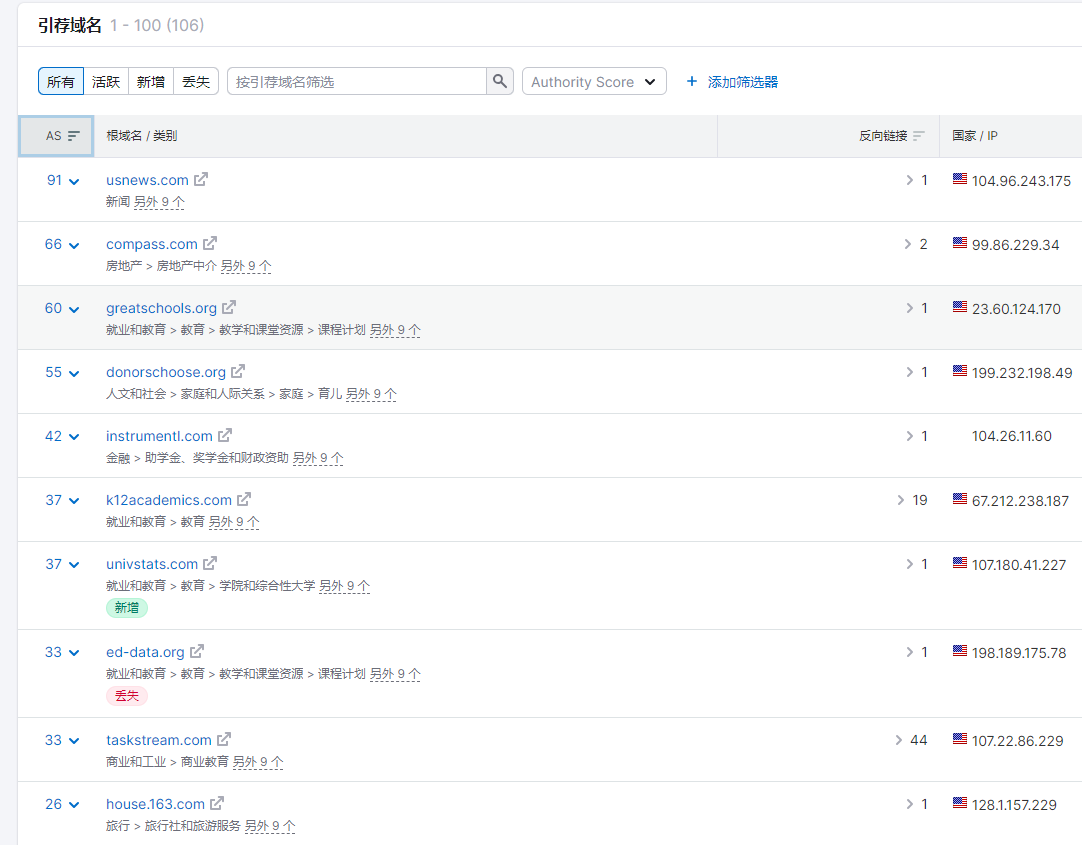 引荐域名 1 - 100 (106)
所有 活跃 新增 丢失 按引荐域名筛选 Authority Score + 添加筛选器
AS 根域名 / 类别 反向链接 国家 / IP
91 usnews.com 1 104.96.243.175
新闻 另外 9 个
66 compass.com 2 99.86.229.34
房地产 > 房地产中介 另外 9 个
60 greatschools.org 1 23.60.124.170
就业和教育 > 教育 > 教学和课堂资源 > 课程计划 另外 9 个
55 donorschoose.org 1 199.232.198.49
人文和社会 > 家庭和人际关系 > 家庭 > 育儿 另外 9 个
42 instrumentl.com 1 104.26.11.60
金融 > 助学金、奖学金和财政资助 另外 9 个
37 k12academics.com 19 67.212.238.187
就业和教育 > 教育 另外 9 个
37 univstats.com 1 107.180.41.227
就业和教育 > 教育 > 学院和综合性大学 另外 9 个
新增
33 ed-data.org 1 198.189.175.78
就业和教育 > 教育 > 教学和课堂资源 > 课程计划 另外 9 个
丢失
33 taskstream.com 44 107.22.86.229
商业和工业 > 商业教育 另外 9 个
26 house.163.com 1 128.1.157.229
旅行 > 旅行社和旅游服务 另外 9 个